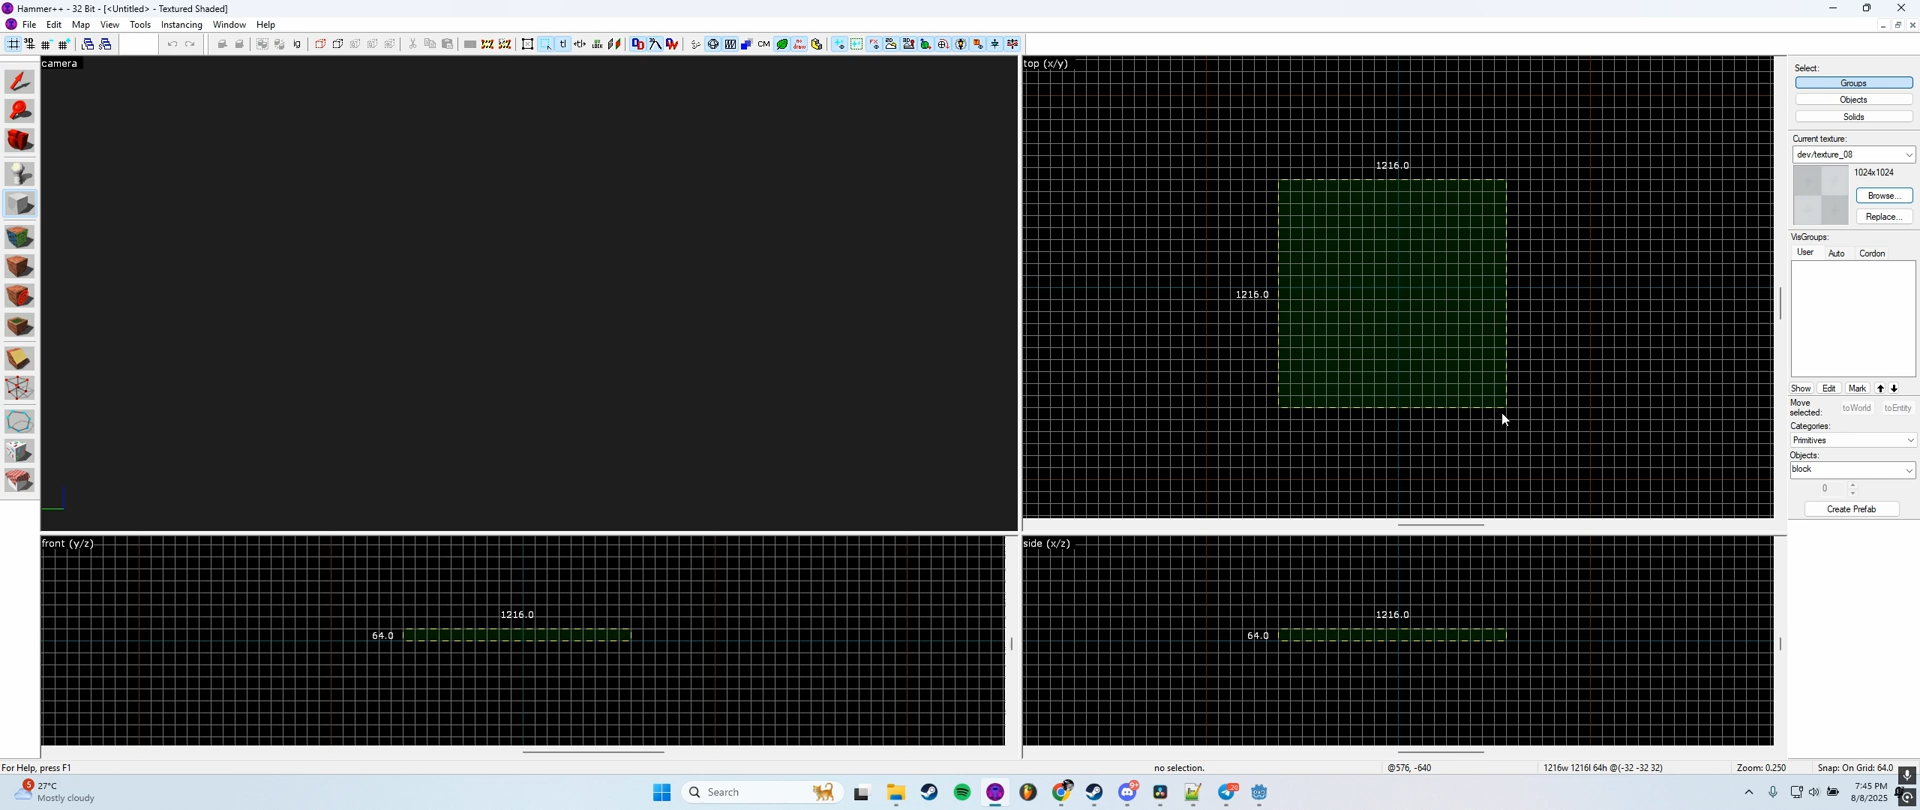 Hammer++ - 32 Bit - [<Untitled> - Textured Shaded]
File Edit Map View Tools Instancing Window Help
camera
top (x/y)
1216.0
1216.0
front (y/z)
1216.0
64.0
side (x/z)
1216.0
64.0
Select:
Groups
Objects
Solids
Current texture:
dev/texture_08
1024x1024
Browse...
Replace...
VisGroups:
User Auto Cordon
Show Edit Mark
Move selected:
toWorld toEntity
Categories:
Primitives
Objects:
block
0
Create Prefab
For Help, press F1
no selection.
@576, -640
1216w 1216l 64h @(-32 -32 32)
Zoom: 0.250
Snap: On Grid: 64.0
5
27°C
Mostly cloudy
Search
7:45 PM
8/8/2025